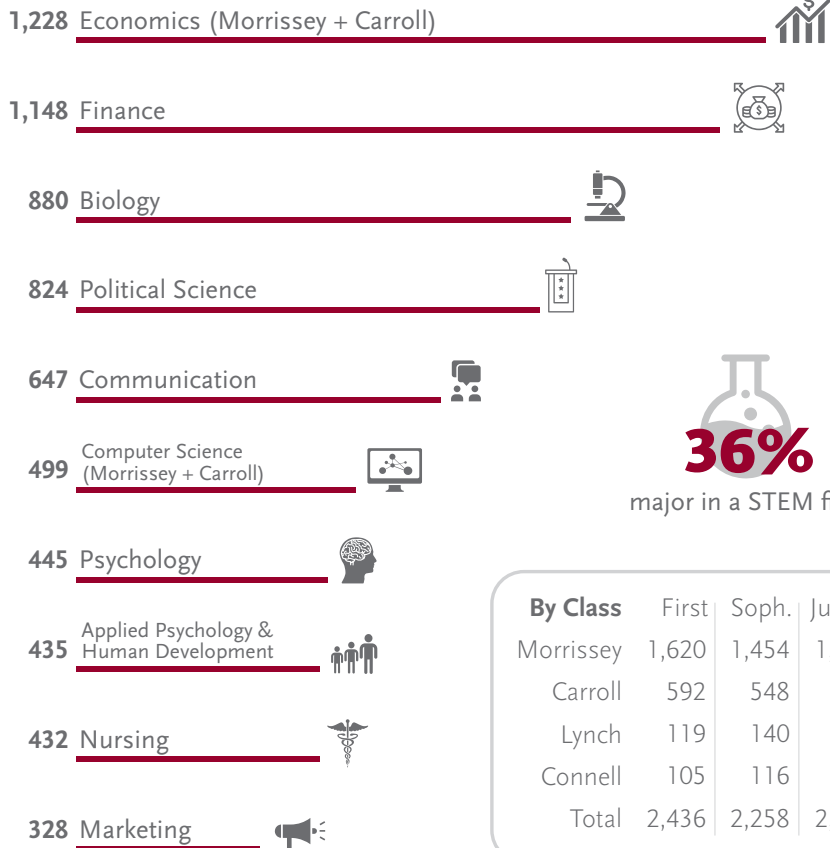 1,228 Economics (Morrissey + Carroll)
1,148 Finance
880 Biology
824 Political Science
647 Communication
499 Computer Science
(Morrissey + Carroll)
445 Psychology
435 Applied Psychology &
Human Development
432 Nursing
328 Marketing
36%
major in a STEM
By Class First Soph.
Morrissey 1,620 1,454
Carroll 592 548
Lynch 119 140
Connell 105 116
Total 2,436 2,258